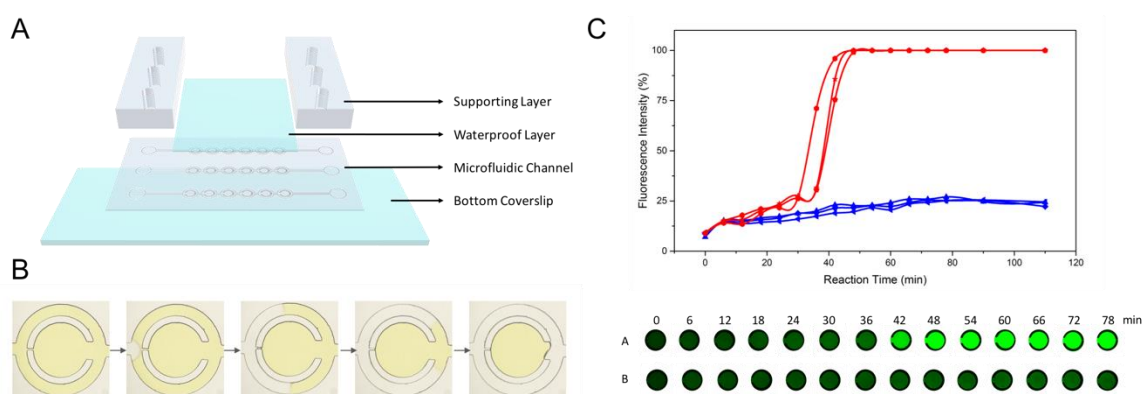 A
Supporting Layer
Waterproof Layer
Microfluidic Channel
Bottom Coverslip
B
C
Fluorescence Intensity (%)
100
75
50
25
0
0 20 40 60 80 100 120
Reaction Time (min)
0 6 12 18 24 30 36 42 48 54 60 66 72 78 min
A
B